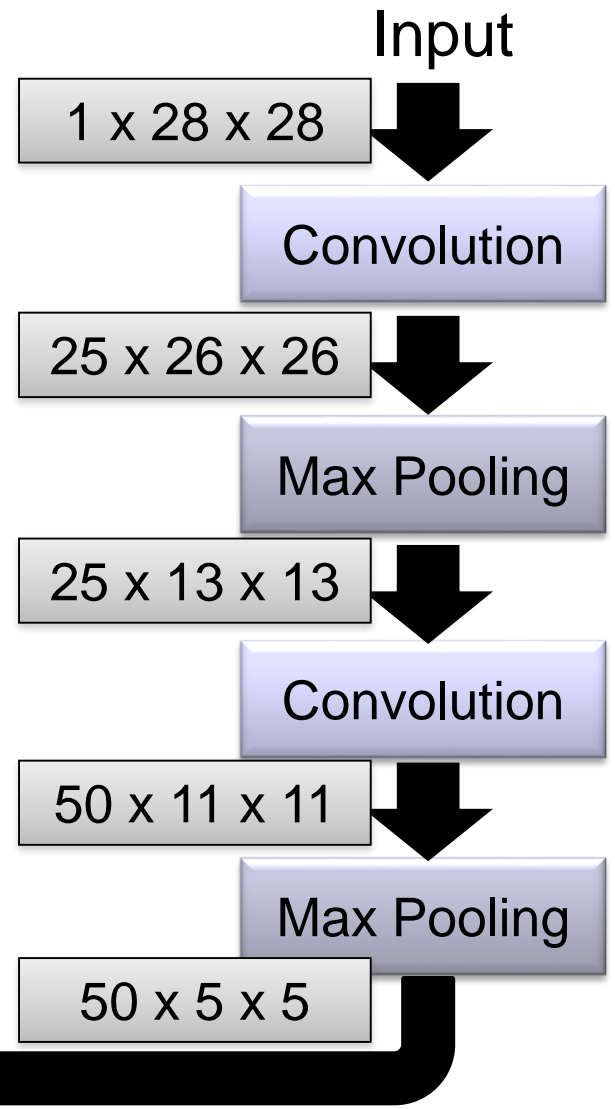 Input
1 x 28 x 28
Convolution
25 x 26 x 26
Max Pooling
25 x 13 x 13
Convolution
50 x 11 x 11
Max Pooling
50 x 5 x 5